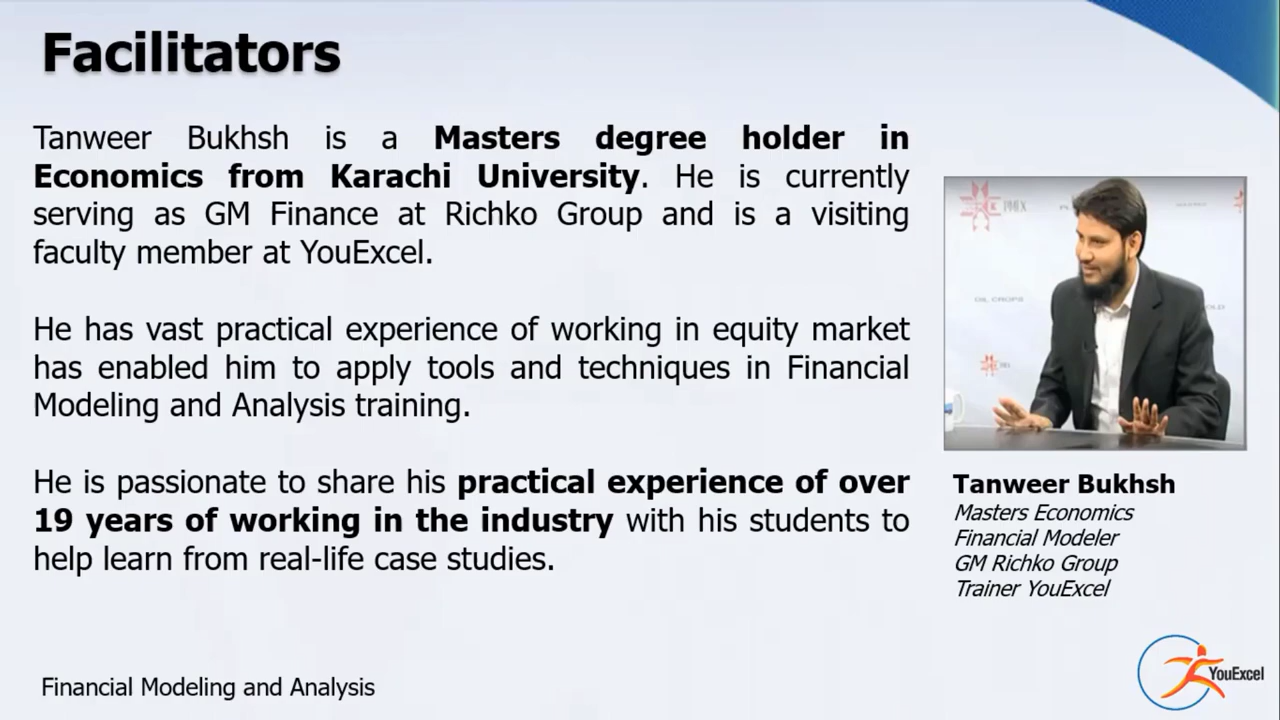 Facilitators
Tanweer Bukhsh is a Masters degree holder in
Economics from Karachi University. He is currently
serving as GM Finance at Richko Group and is a visiting
faculty member at YouExcel.
He has vast practical experience of working in equity market
has enabled him to apply tools and techniques in Financial
Modeling and Analysis training.
He is passionate to share his practical experience of over
19 years of working in the industry with his students to
help learn from real-life case studies.
OIL CROPS
Tanweer Bukhsh
Masters Economics
Financial Modeler
GM Richko Group
Trainer YouExcel
Financial Modeling and Analysis
YouExcel